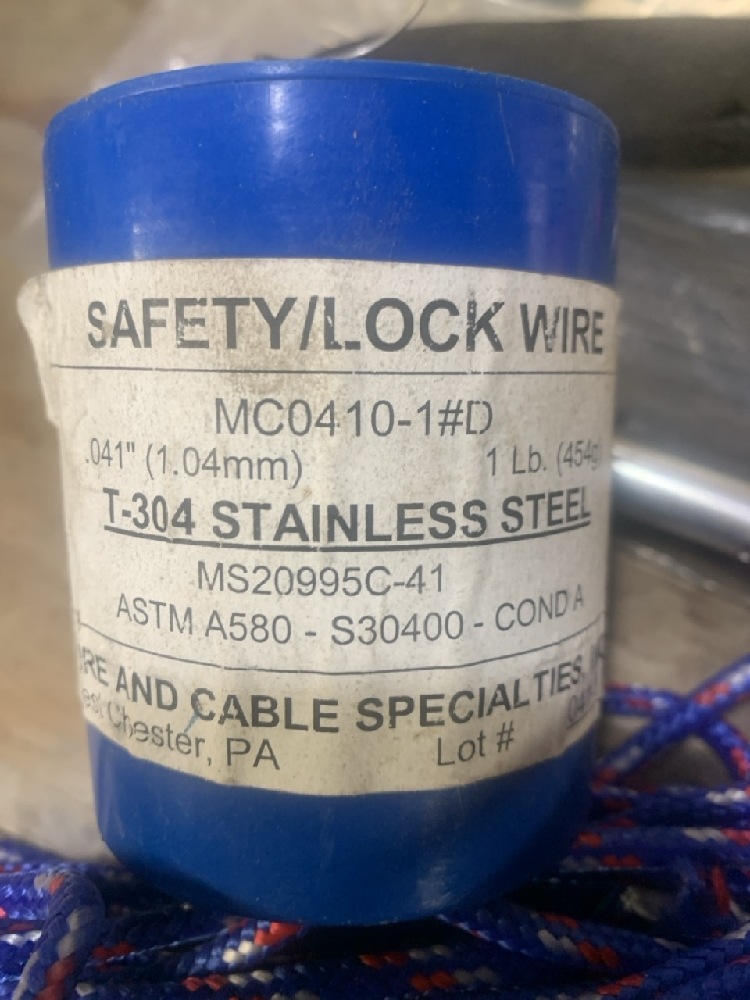 SAFETY/LOCK WIRE
MC0410-1#D
.041" (1.04mm) 1 Lb. (454g
T-304 STAINLESS STEEL
MS20995C-41
ASTM A580 - S30400 - COND A
AND CABLE SPECIALTIES,
Chester, PA Lot #